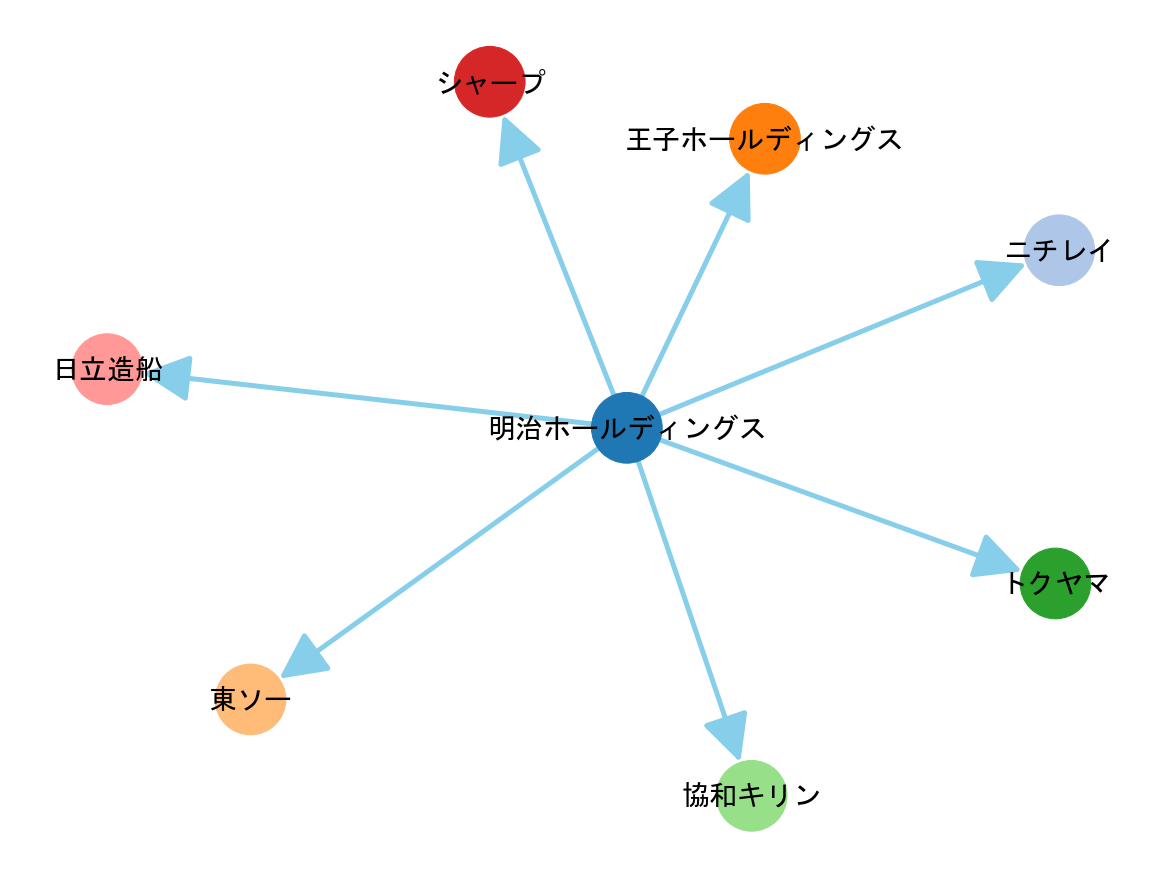 シャープ
王子ホールディングス
ニチレイ
日立造船
明治ホールディングス
トクヤマ
東ソー
協和キリン